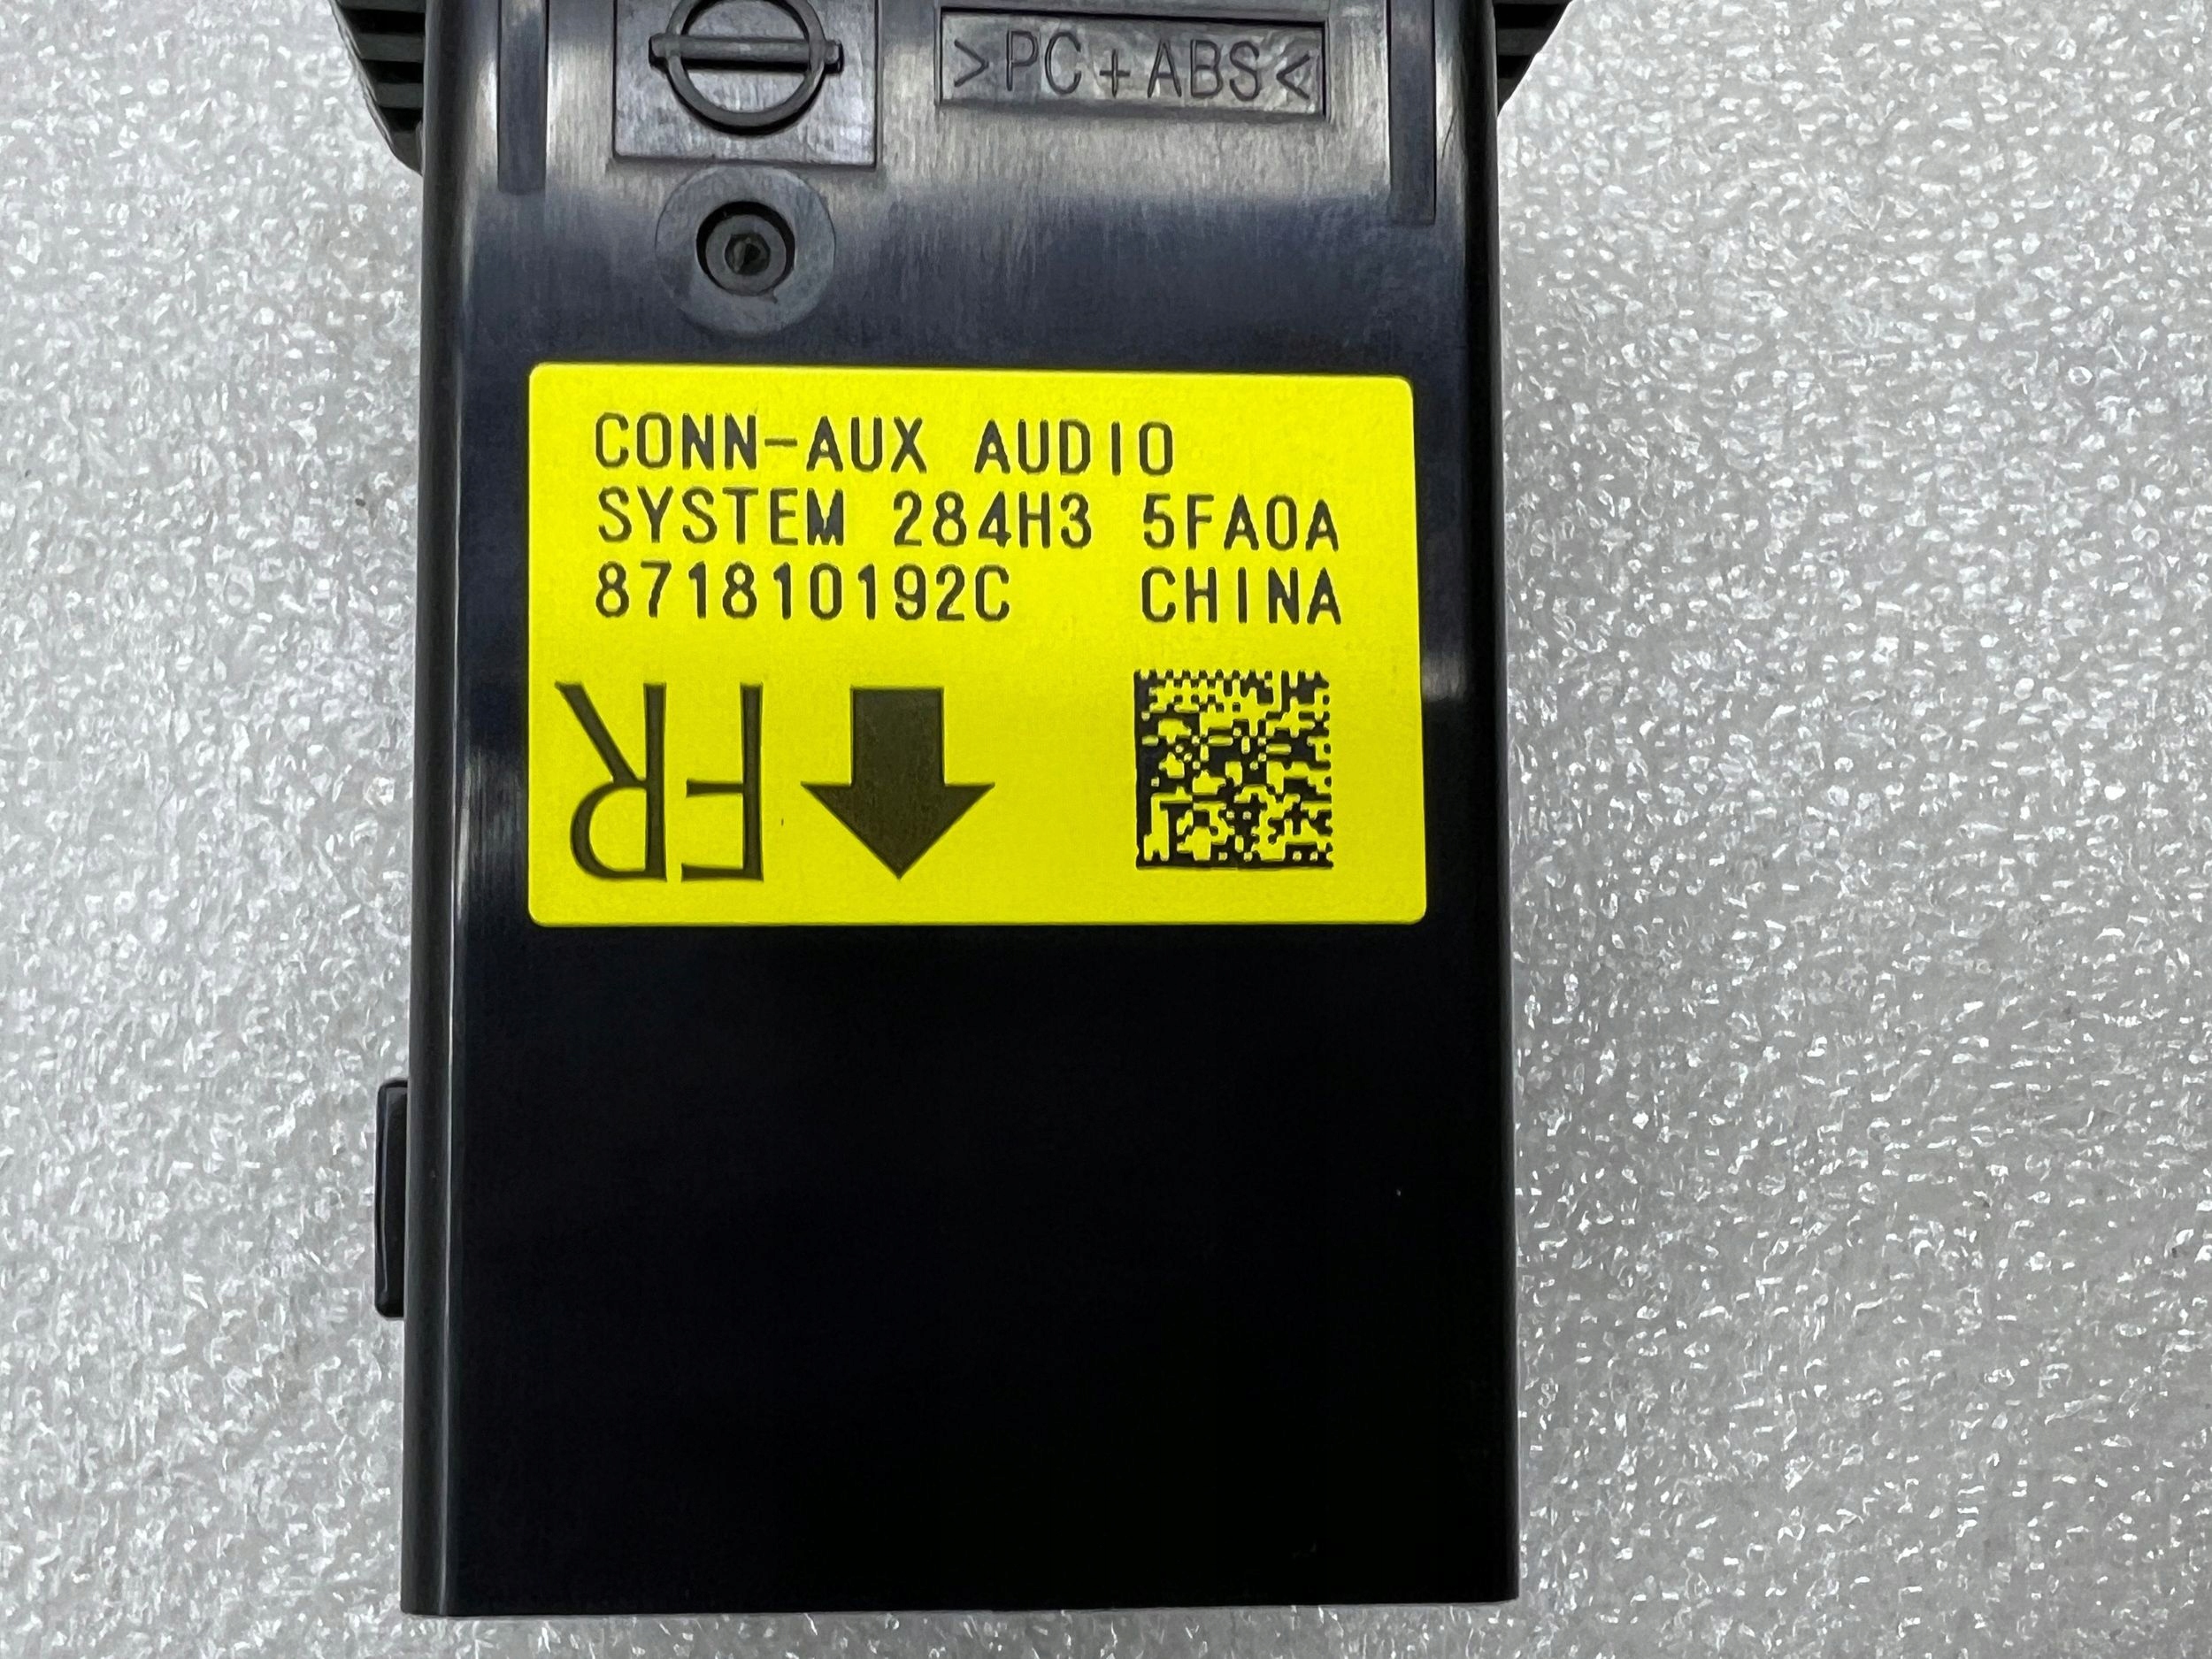 >PC+ABS<
CONN-AUX AUDIO
SYSTEM 284H3 5FA0A
871810192C CHINA
FR